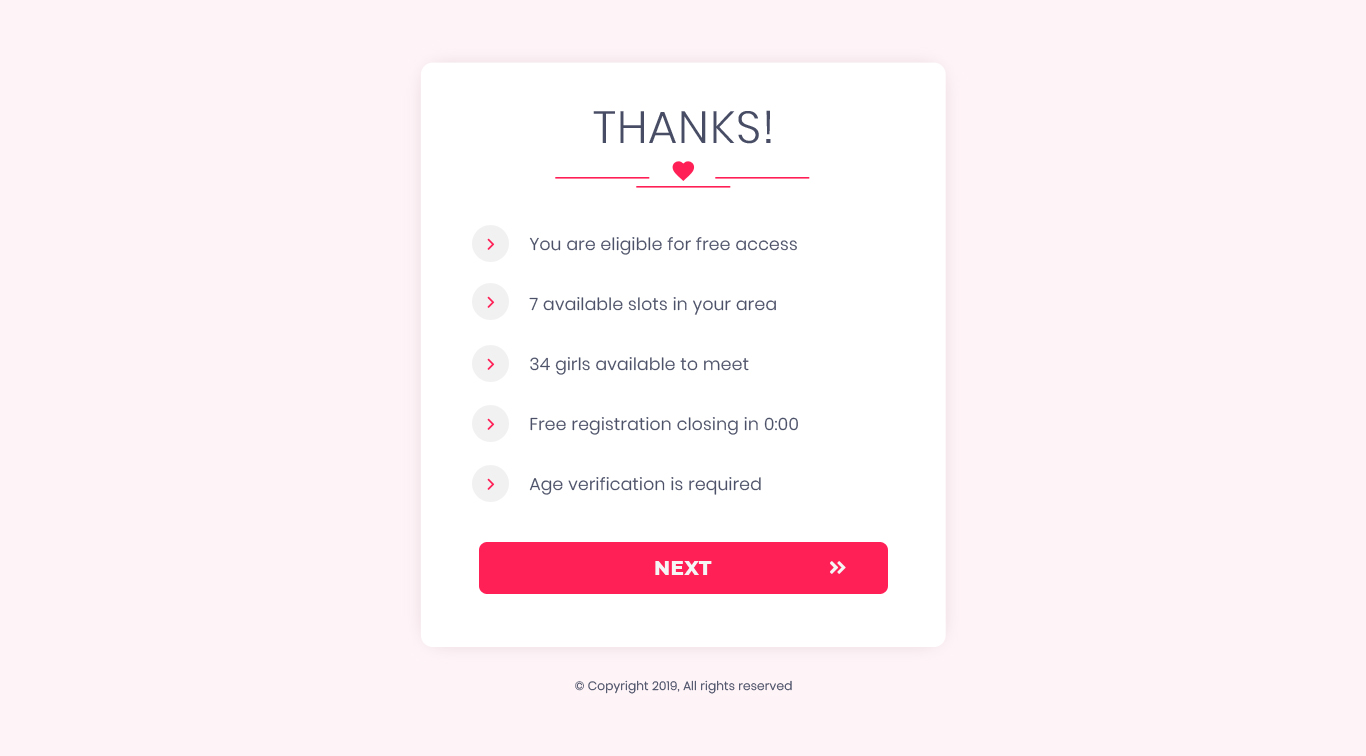 THANKS!
You are eligible for free access
7 available slots in your area
34 girls available to meet
Free registration closing in 0:00
Age verification is required
NEXT
© Copyright 2019, All rights reserved